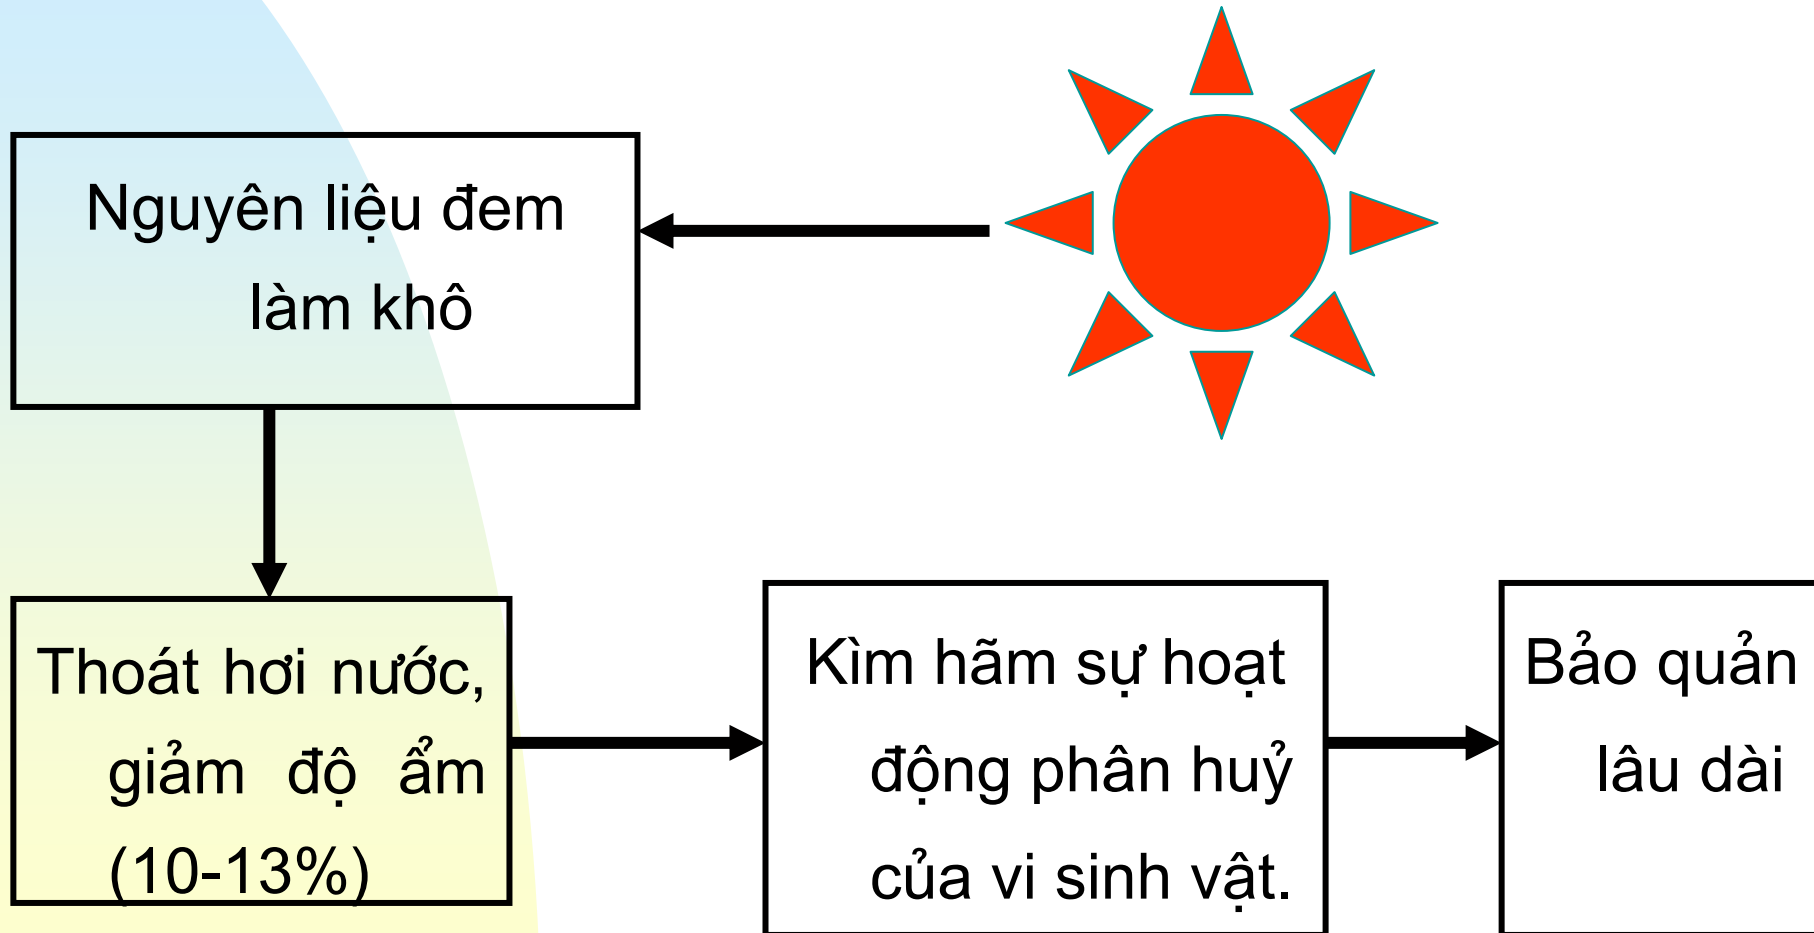 Nguyên liệu đem
làm khô
Thoát hơi nước,
giảm độ ẩm
(10-13%)
Kìm hãm sự hoạt
động phân huỷ
của vi sinh vật.
Bảo quản
lâu dài